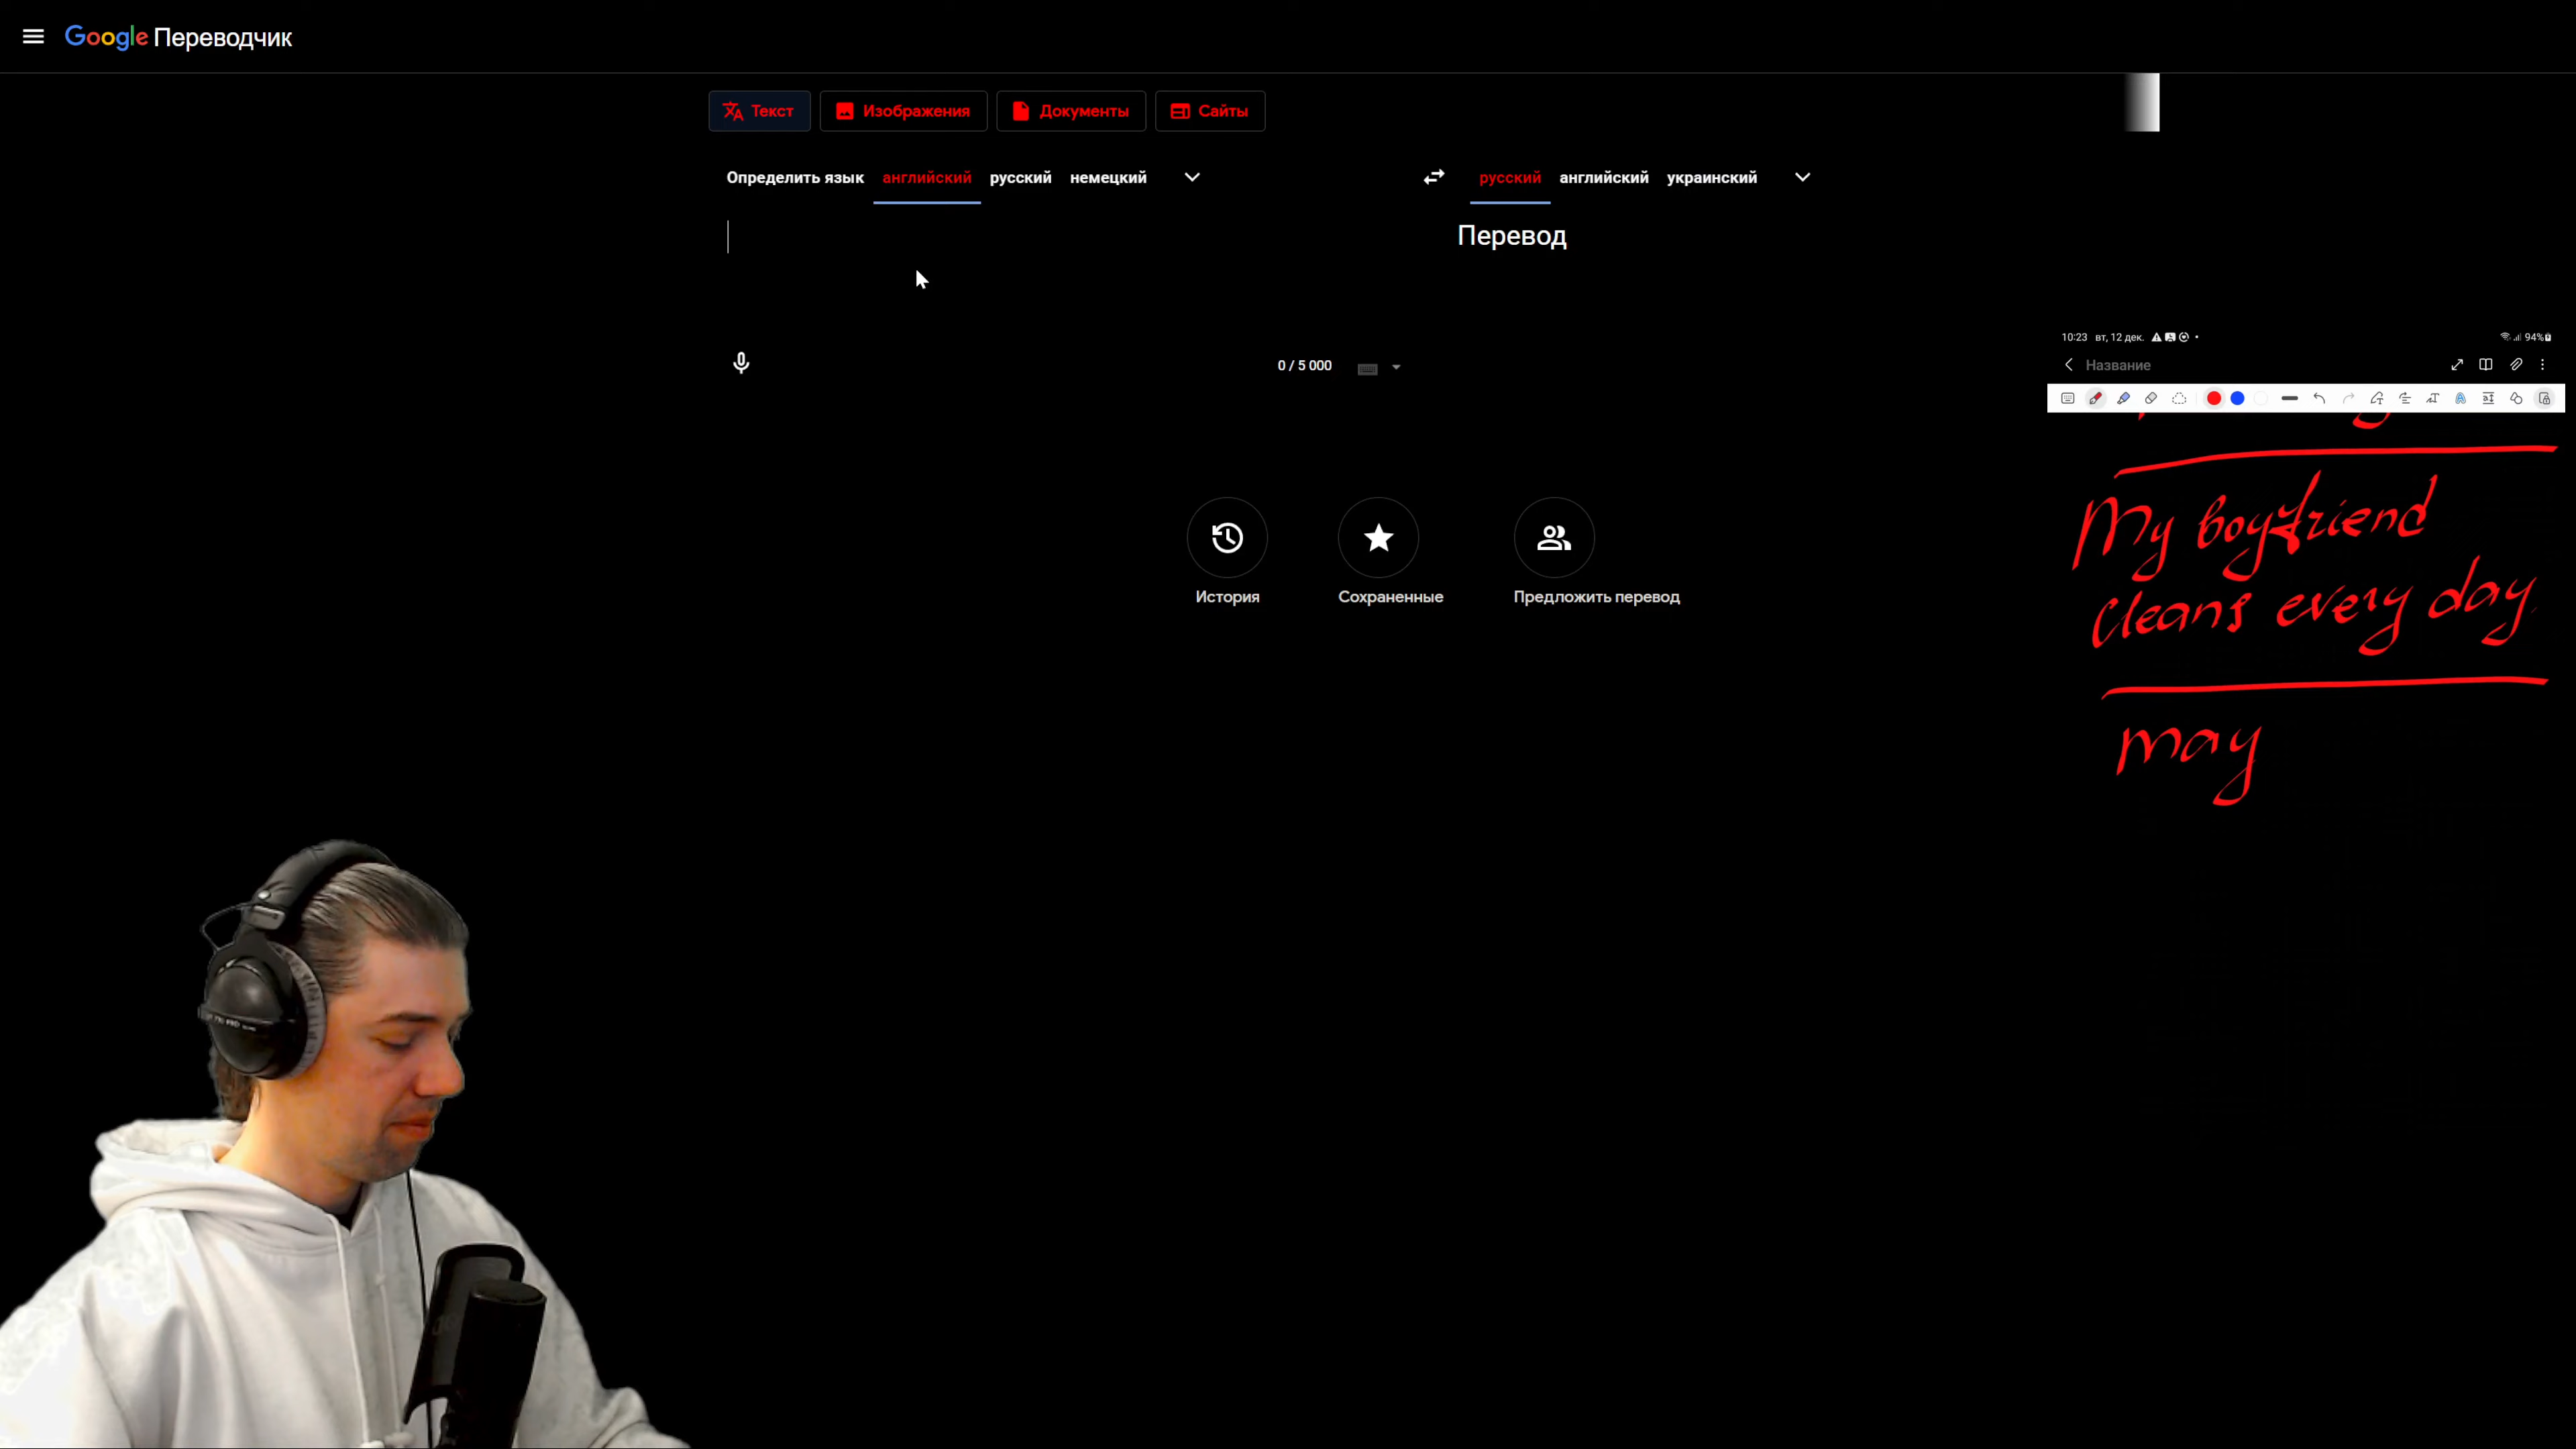 Google Переводчик
Текст
Изображения
Документы
Сайты
Определить язык английский русский немецкий
русский английский украинский
Перевод
0 / 5 000
История
Сохраненные
Предложить перевод
10:23 вт, 12 дек.
94%
Название
My boyfriend
cleans every day
may